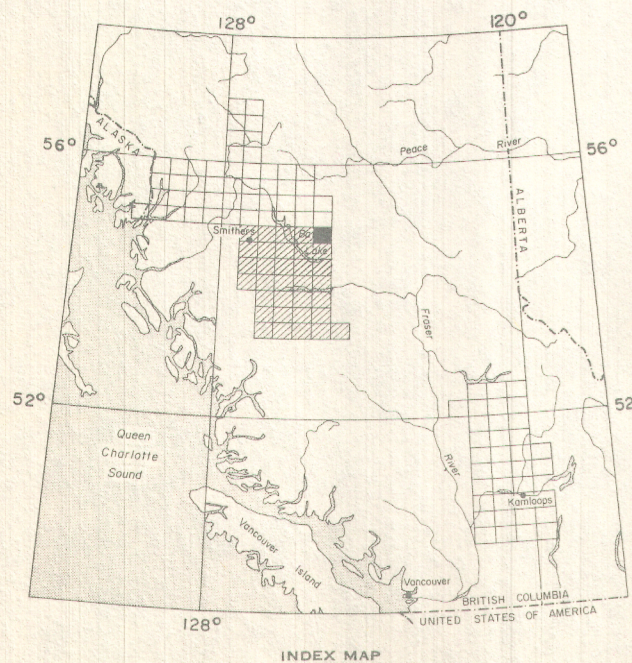 128°
120°
ALASKA
56°
Peace River
56°
ALBERTA
Smithers
Lake
Fraser
River
52°
52
Queen
Charlotte
Sound
Kamloops
Vancouver
Island
Vancouver
BRITISH COLUMBIA
UNITED STATES OF AMERICA
128°
INDEX MAP